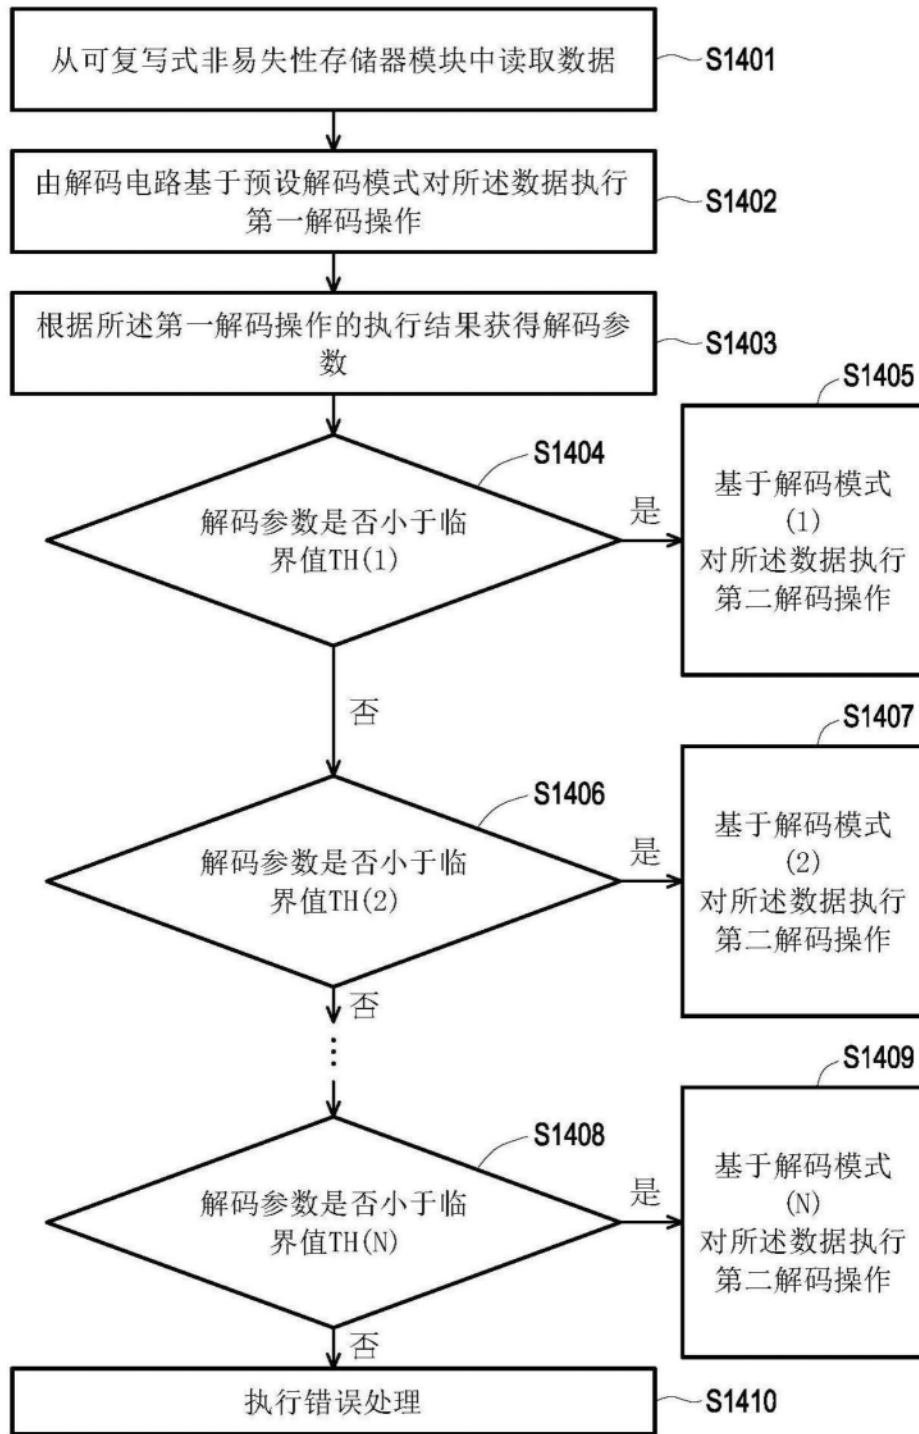 从可复写式非易失性存储器模块中读取数据
S1401
由解码电路基于预设解码模式对所述数据执行
第一解码操作
S1402
根据所述第一解码操作的执行结果获得解码参
数
S1403
S1404
解码参数是否小于临
界值TH(1)
是
S1405
基于解码模式
(1)
对所述数据执行
第二解码操作
否
S1406
解码参数是否小于临
界值TH(2)
是
S1407
基于解码模式
(2)
对所述数据执行
第二解码操作
否
⋮
S1408
解码参数是否小于临
界值TH(N)
是
S1409
基于解码模式
(N)
对所述数据执行
第二解码操作
否
执行错误处理
S1410